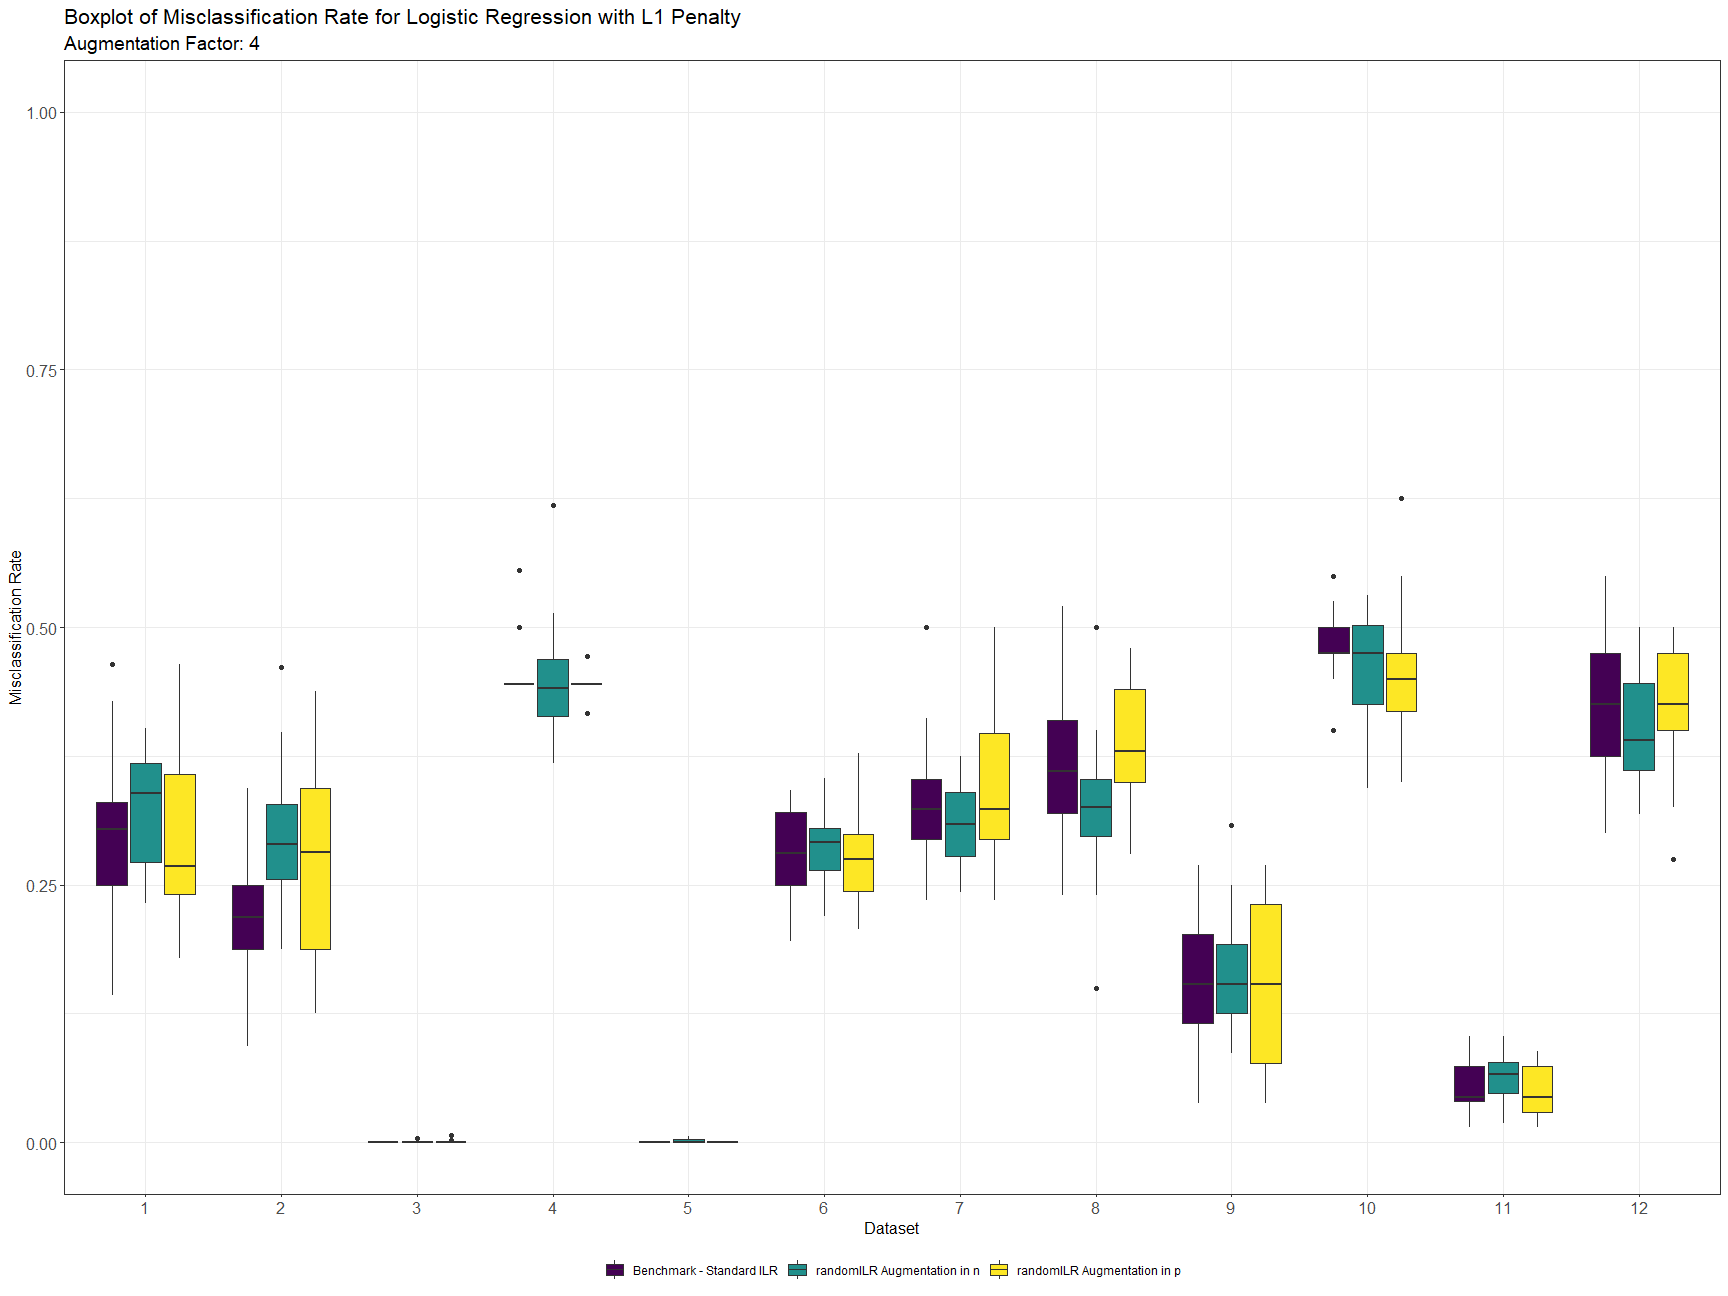 Boxplot of Misclassification Rate for Logistic Regression with L1 Penalty
Augmentation Factor: 4
1.00
0.75
0.50
0.25
0.00
Misclassification Rate
1 2 3 4 5 6 7 8 9 10 11 12
Dataset
Benchmark - Standard ILR randomILR Augmentation in n randomILR Augmentation in p